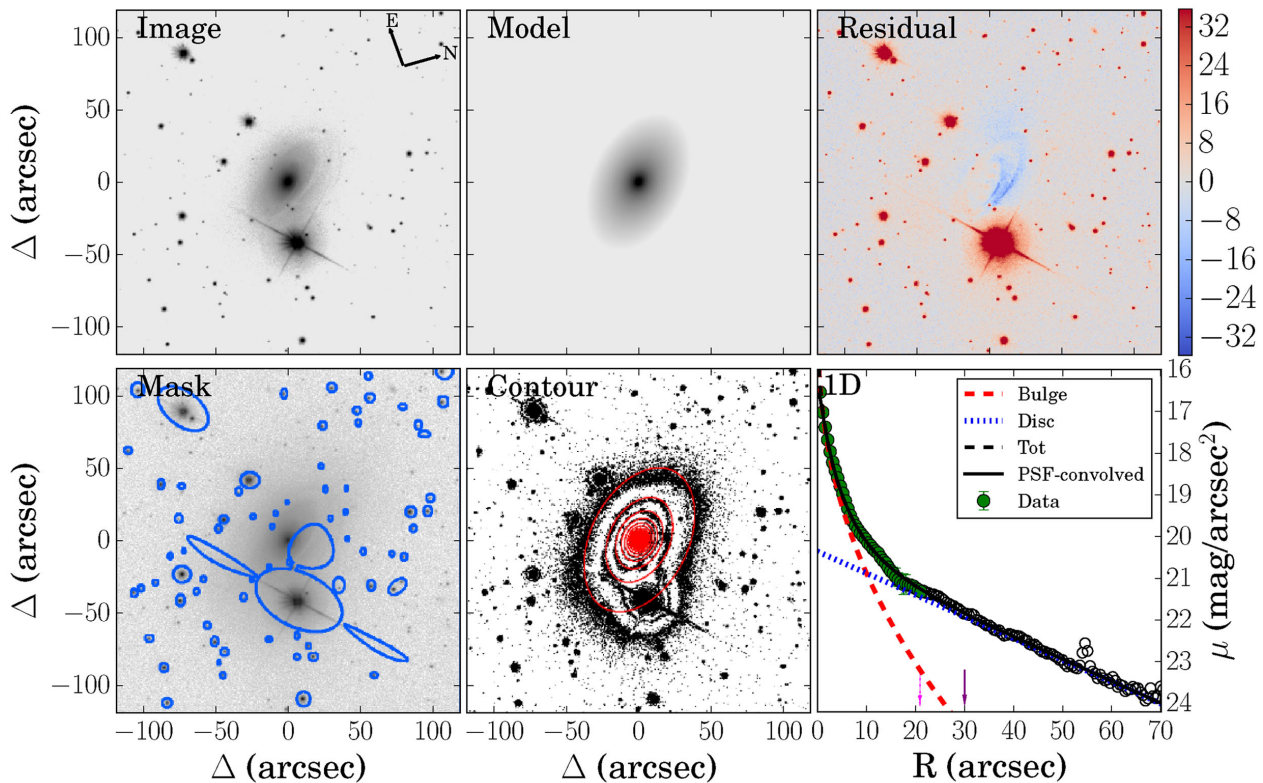 Image
E
N
Model
Residual
100
50
0
−50
−100
Δ (arcsec)
32
24
16
8
0
−8
−16
−24
−32
Mask
Contour
1D
100
50
0
−50
−100
Δ (arcsec)
Bulge
Disc
Tot
PSF-convolved
Data
16
17
18
19
20
21
22
23
24
μ (mag/arcsec²)
−100 −50 0 50 100
−100 −50 0 50 100
0 10 20 30 40 50 60 70
Δ (arcsec)
Δ (arcsec)
R (arcsec)